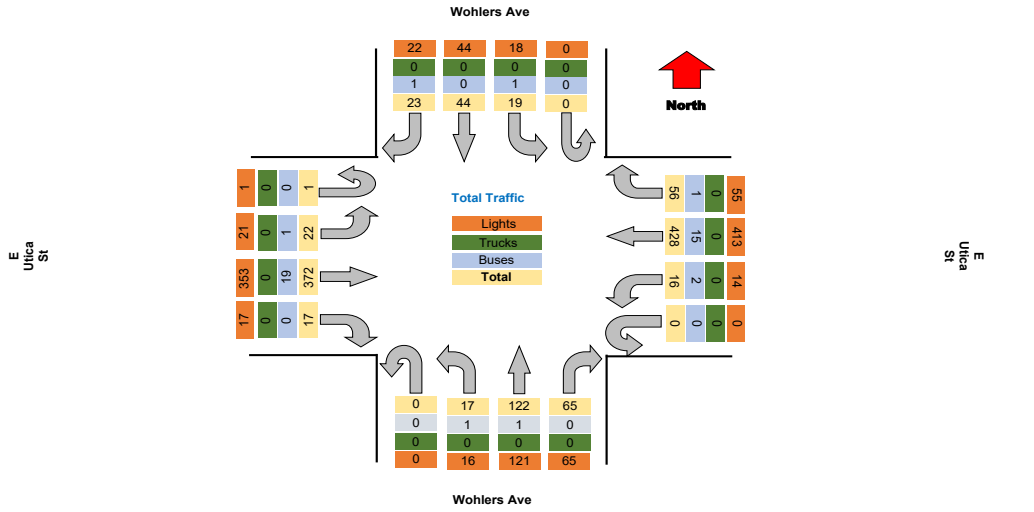 Wohlers Ave
22 44 18 0
0 0 0 0
1 0 1 0
23 44 19 0
North
1 0 0 1
21 0 1 22
353 0 19 372
17 0 0 17
E
Utica
St
Total Traffic
Lights
Trucks
Buses
Total
56 1 0 55
428 15 0 413
16 2 0 14
0 0 0 0
E
Utica
St
0 17 122 65
0 1 1 0
0 0 0 0
0 16 121 65
Wohlers Ave